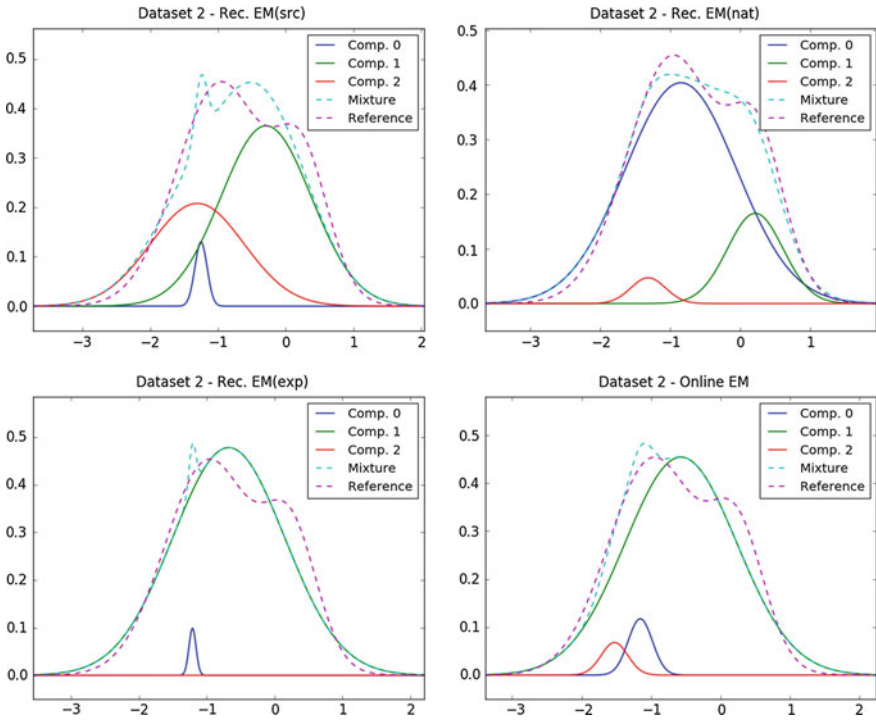 Dataset 2 - Rec. EM(src)
0.5
0.4
0.3
0.2
0.1
0.0
−3
−2
−1
0
1
2
Comp. 0
Comp. 1
Comp. 2
Mixture
Reference
Dataset 2 - Rec. EM(nat)
0.5
0.4
0.3
0.2
0.1
0.0
−3
−2
−1
0
1
Comp. 0
Comp. 1
Comp. 2
Mixture
Reference
Dataset 2 - Rec. EM(exp)
0.5
0.4
0.3
0.2
0.1
0.0
−3
−2
−1
0
1
2
Comp. 0
Comp. 1
Comp. 2
Mixture
Reference
Dataset 2 - Online EM
0.5
0.4
0.3
0.2
0.1
0.0
−3
−2
−1
0
1
2
Comp. 0
Comp. 1
Comp. 2
Mixture
Reference